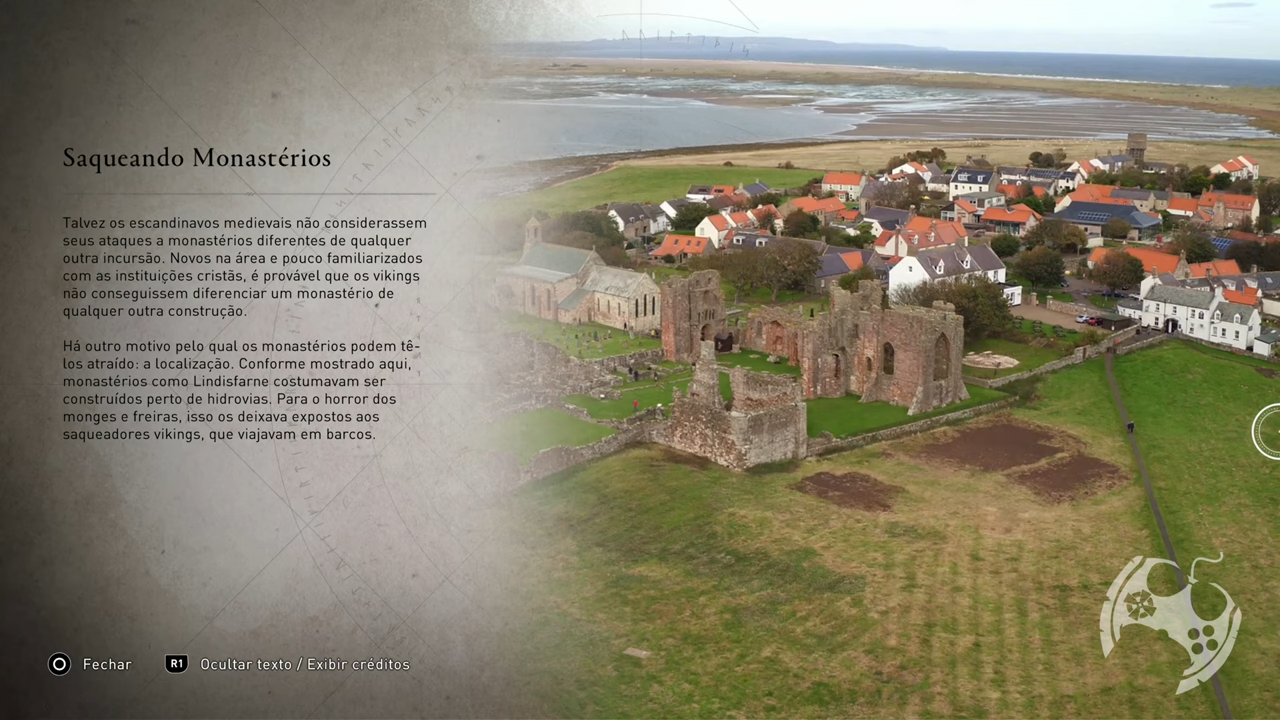 Saqueando Monastérios
Talvez os escandinavos medievais não considerassem
seus ataques a monastérios diferentes de qualquer
outra incursão. Novos na área e pouco familiarizados
com as instituições cristãs, é provável que os vikings
não conseguissem diferenciar um monastério de
qualquer outra construção.
Há outro motivo pelo qual os monastérios podem tê-
los atraído: a localização. Conforme mostrado aqui,
monastérios como Lindisfarne costumavam ser
construídos perto de hidrovias. Para o horror dos
monges e freiras, isso os deixava expostos aos
saqueadores vikings, que viajavam em barcos.
Fechar
R1 Ocultar texto / Exibir créditos